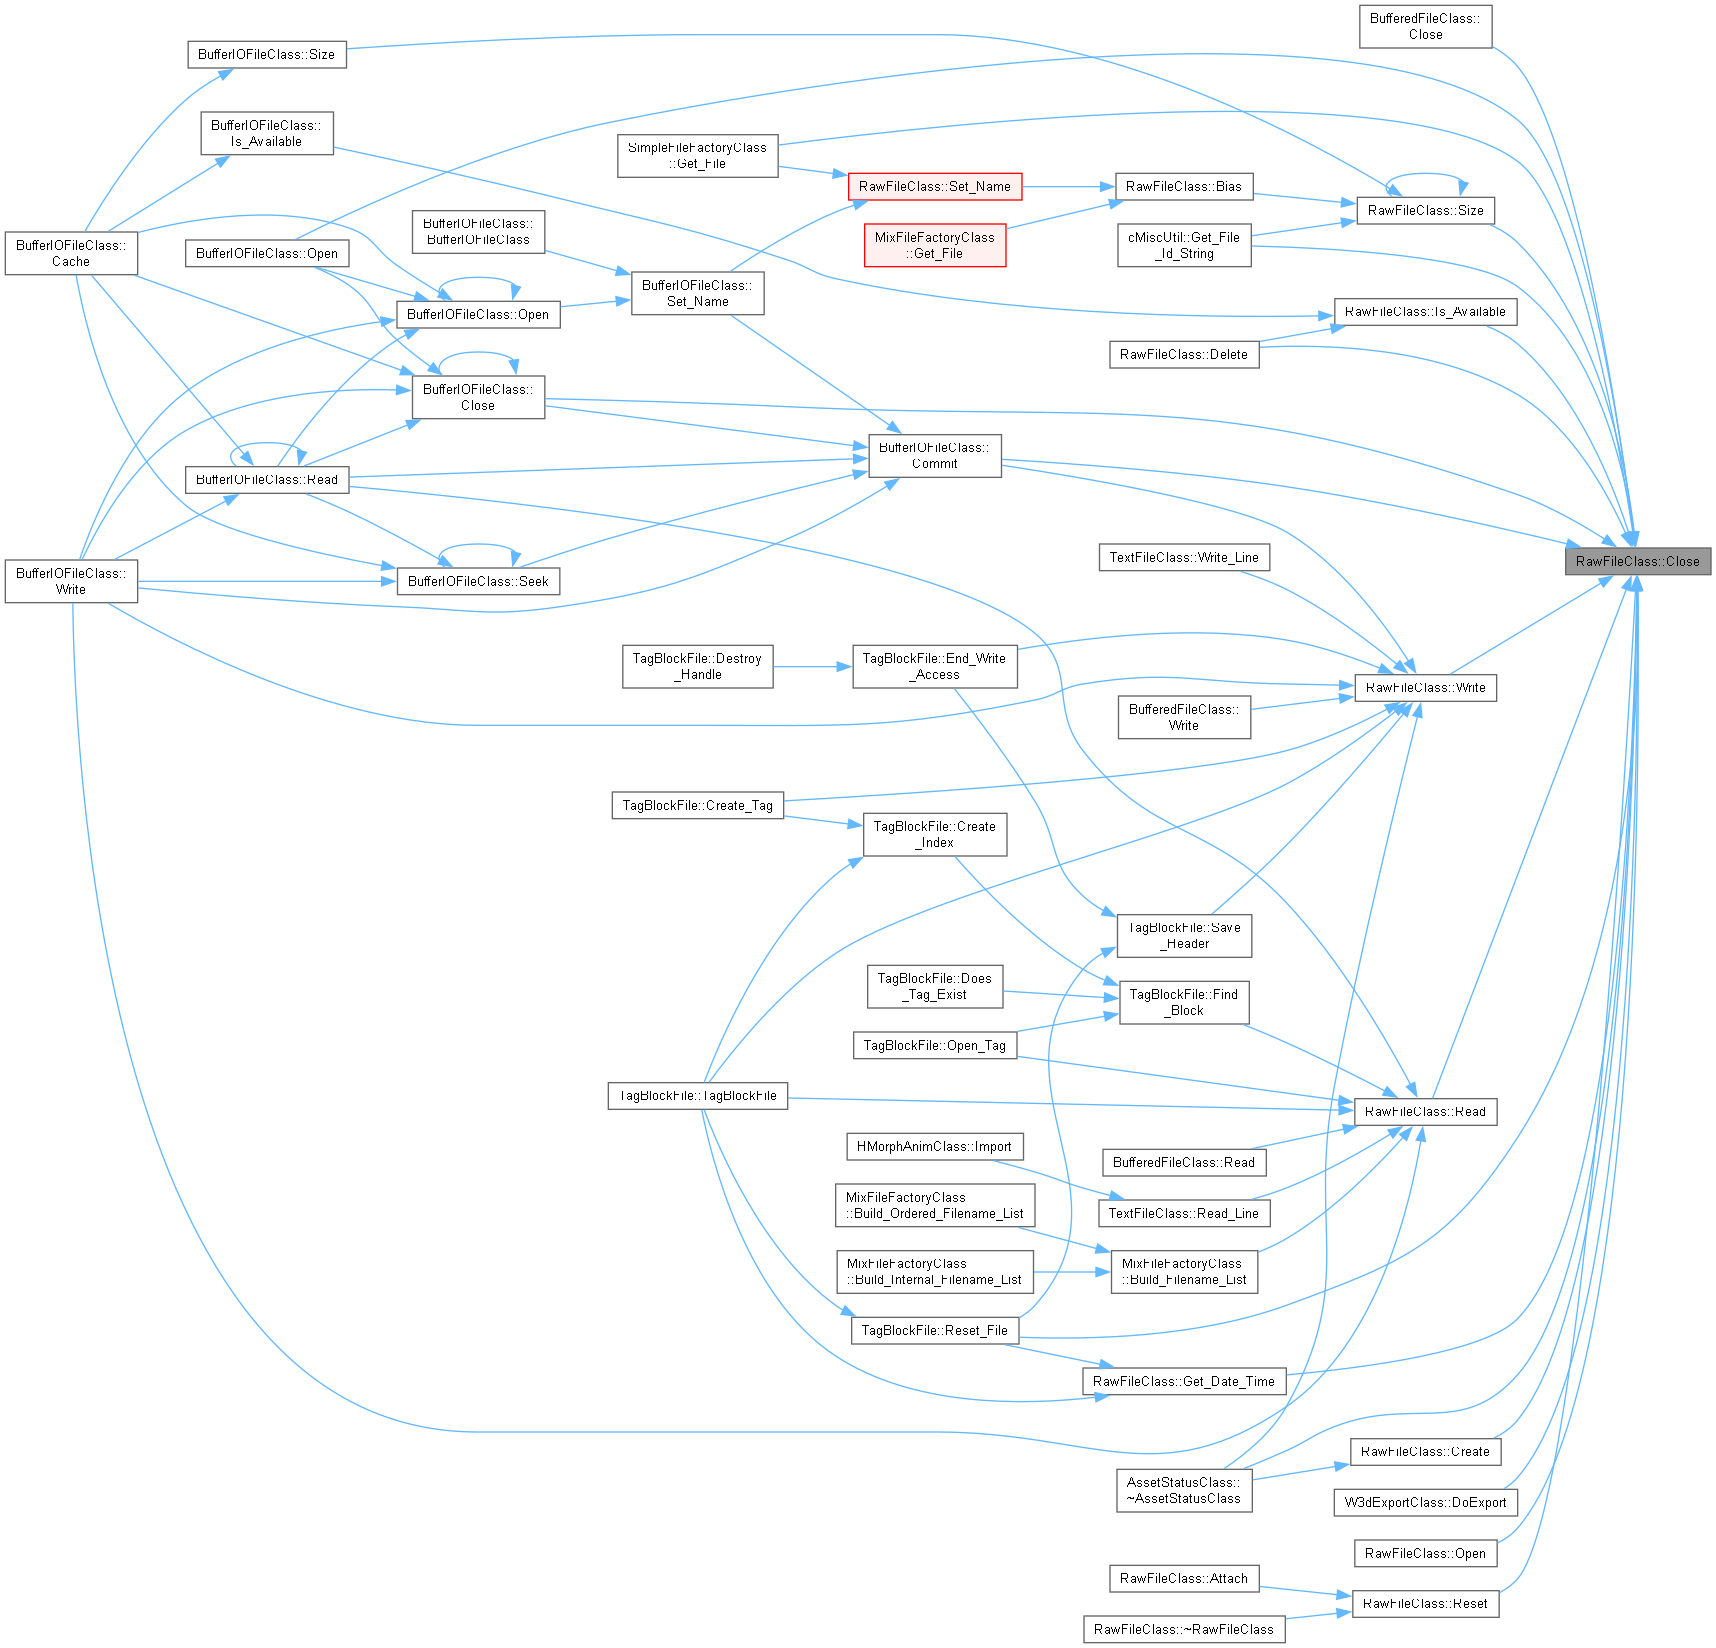 BufferedFileClass::
Close
BufferIOFileClass::Size
BufferIOFileClass::
Is_Available
SimpleFileFactoryClass
::Get_File
RawFileClass::Set_Name
RawFileClass::Bias
RawFileClass::Size
BufferIOFileClass::
BufferIOFileClass
MixFileFactoryClass
::Get_File
cMiscUtil::Get_File
_Id_String
BufferIOFileClass::
Cache
BufferIOFileClass::Open
BufferIOFileClass::
Set_Name
BufferIOFileClass::Open
RawFileClass::Is_Available
RawFileClass::Delete
BufferIOFileClass::
Close
BufferIOFileClass::
Commit
BufferIOFileClass::Read
RawFileClass::Close
TextFileClass::Write_Line
BufferIOFileClass::
Write
BufferIOFileClass::Seek
TagBlockFile::Destroy
_Handle
TagBlockFile::End_Write
_Access
RawFileClass::Write
BufferedFileClass::
Write
TagBlockFile::Create_Tag
TagBlockFile::Create
_Index
TagBlockFile::Save
_Header
TagBlockFile::Does
_Tag_Exist
TagBlockFile::Find
_Block
TagBlockFile::Open_Tag
TagBlockFile::TagBlockFile
RawFileClass::Read
HMorphAnimClass::Import
BufferedFileClass::Read
MixFileFactoryClass
::Build_Ordered_Filename_List
TextFileClass::Read_Line
MixFileFactoryClass
::Build_Internal_Filename_List
MixFileFactoryClass
::Build_Filename_List
TagBlockFile::Reset_File
RawFileClass::Get_Date_Time
RawFileClass::Create
AssetStatusClass::
~AssetStatusClass
W3dExportClass::DoExport
RawFileClass::Open
RawFileClass::Attach
RawFileClass::Reset
RawFileClass::~RawFileClass